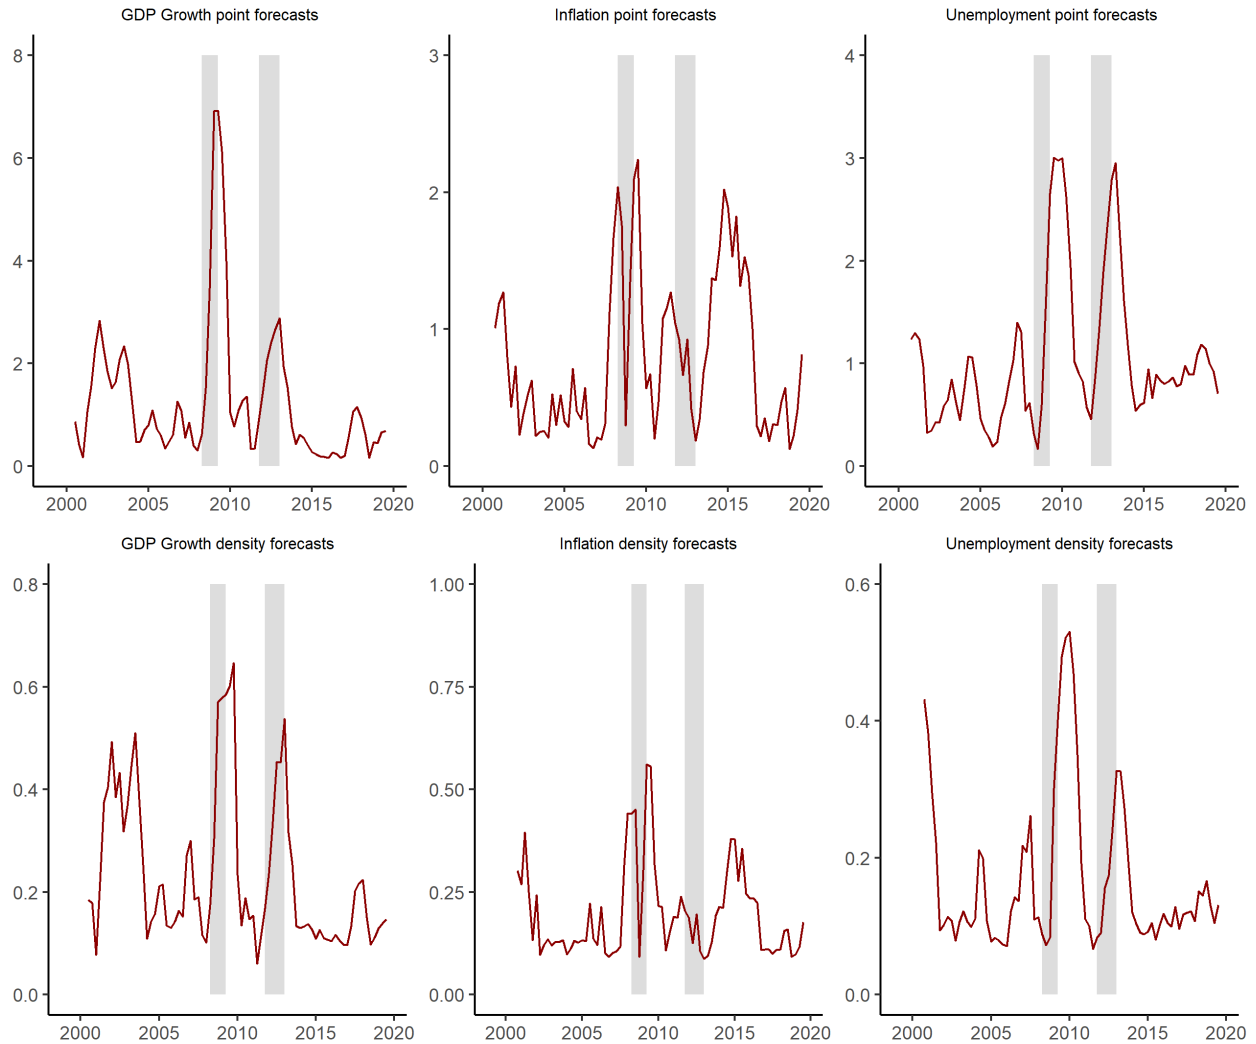 GDP Growth point forecasts
Inflation point forecasts
Unemployment point forecasts
8
6
4
2
0
2000 2005 2010 2015 2020
3
2
1
0
2000 2005 2010 2015 2020
4
3
2
1
0
2000 2005 2010 2015 2020
GDP Growth density forecasts
Inflation density forecasts
Unemployment density forecasts
0.8
0.6
0.4
0.2
0.0
2000 2005 2010 2015 2020
1.00
0.75
0.50
0.25
0.00
2000 2005 2010 2015 2020
0.6
0.4
0.2
0.0
2000 2005 2010 2015 2020